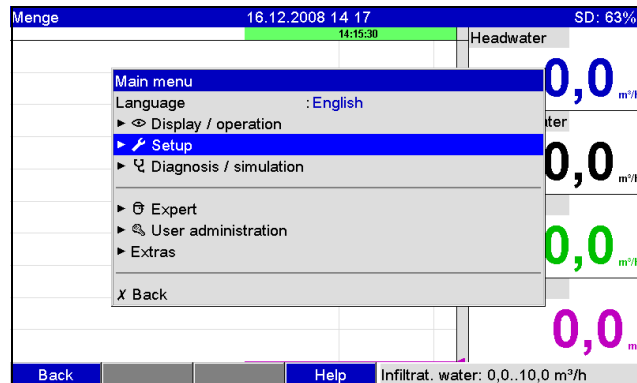 Menge 16.12.2008 14 17 SD: 63%
14:15:30
Headwater
0,0 m³/h
Main menu
Language : English
► Display / operation
► Setup
► Diagnosis / simulation
► Expert
► User administration
► Extras
X Back
0,0 m³/h
0,0 m³/h
0,0 m
Back Help Infiltrat. water: 0,0..10,0 m³/h